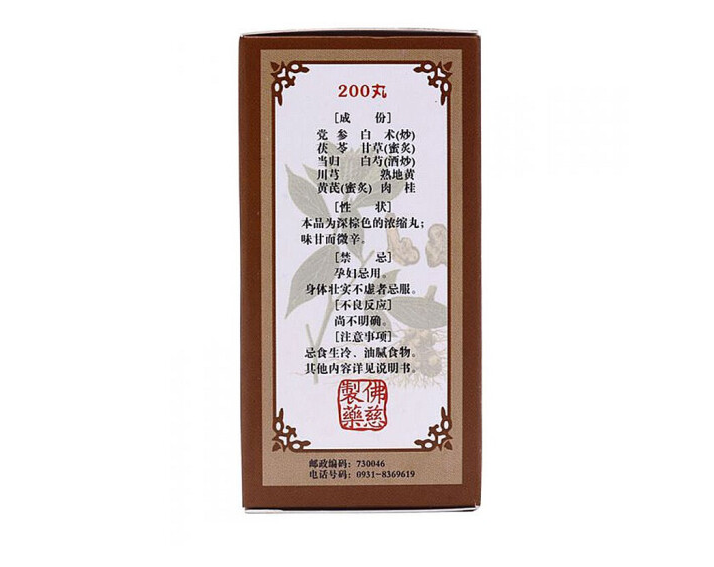 200丸
[成 份]
党 参 白 术(炒)
茯 苓 甘草(蜜炙)
当归 白芍(酒炒)
川芎 熟地黄
黄芪(蜜炙) 肉 桂
[性 状]
本品为深棕色的浓缩丸；
味甘而微辛。
[禁 忌]
孕妇忌用。
身体壮实不虚者忌服。
[不良反应]
尚不明确。
[注意事项]
忌食生冷、油腻食物。
其他内容详见说明书。
佛慈
製藥
邮政编码：730046
电话号码：0931-8369619